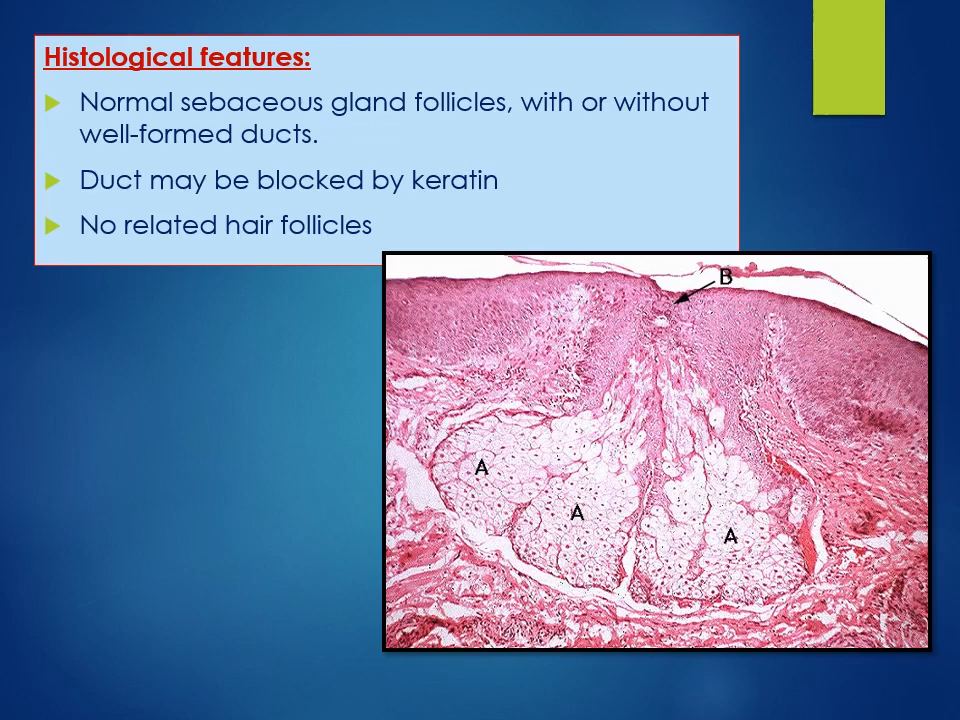 Histological features:
Normal sebaceous gland follicles, with or without
well-formed ducts.
Duct may be blocked by keratin
No related hair follicles
B
A
A
A